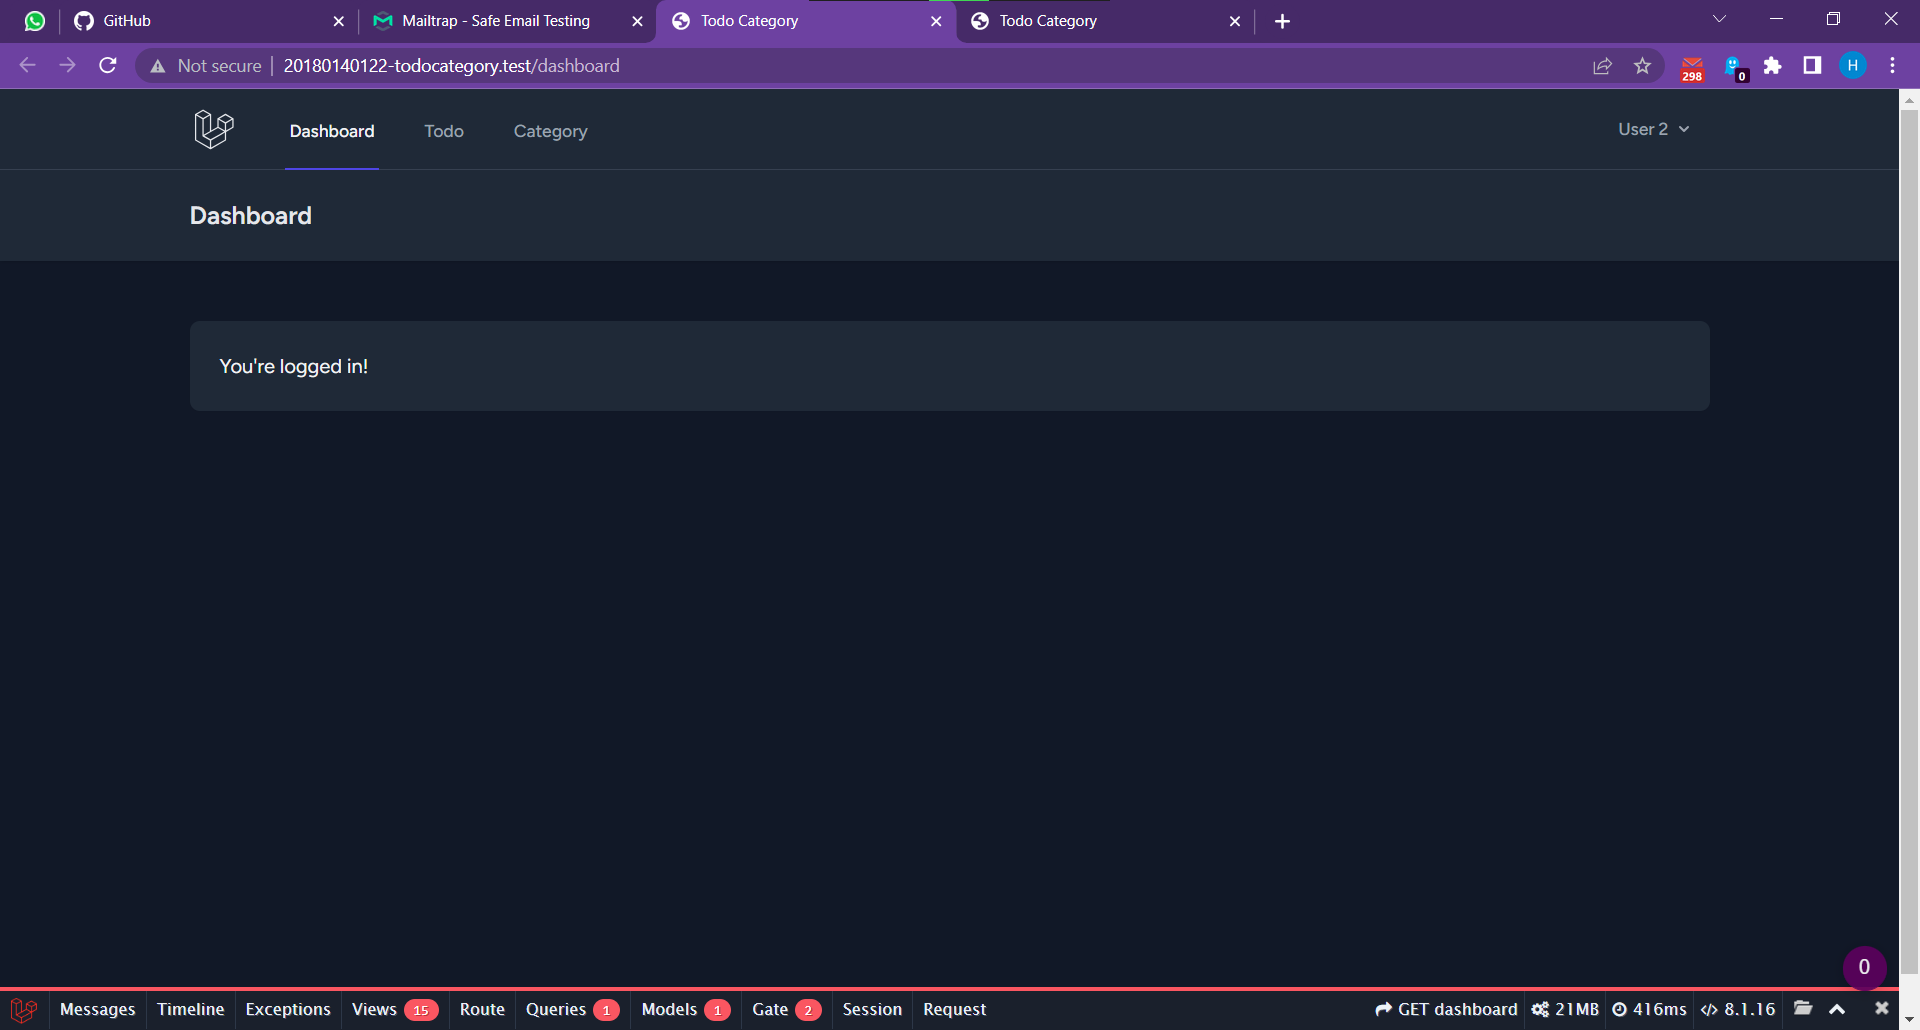 GitHub
Mailtrap - Safe Email Testing
Todo Category
Todo Category
Not secure
20180140122-todocategory.test/dashboard
298
0
H
Dashboard
Todo
Category
User 2
Dashboard
You're logged in!
0
Messages
Timeline
Exceptions
Views 15
Route
Queries 1
Models 1
Gate 2
Session
Request
GET dashboard
21MB
416ms
8.1.16